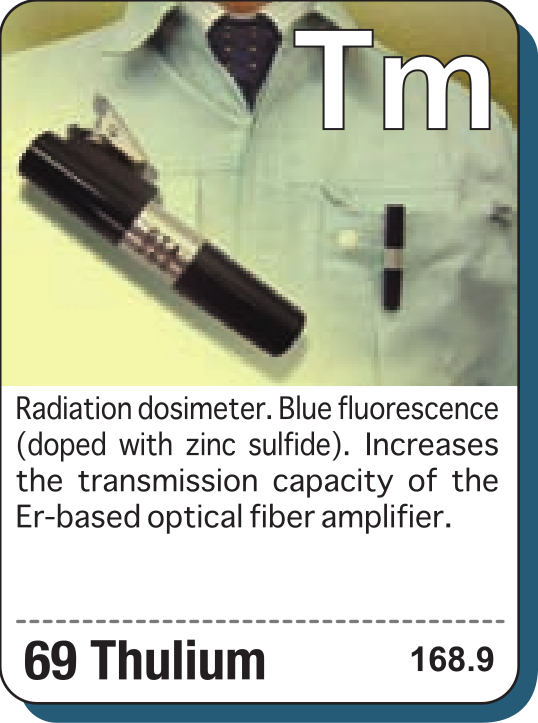 Tm
Radiation dosimeter. Blue fluorescence
(doped with zinc sulfide). Increases
the transmission capacity of the
Er-based optical fiber amplifier.
69 Thulium 168.9